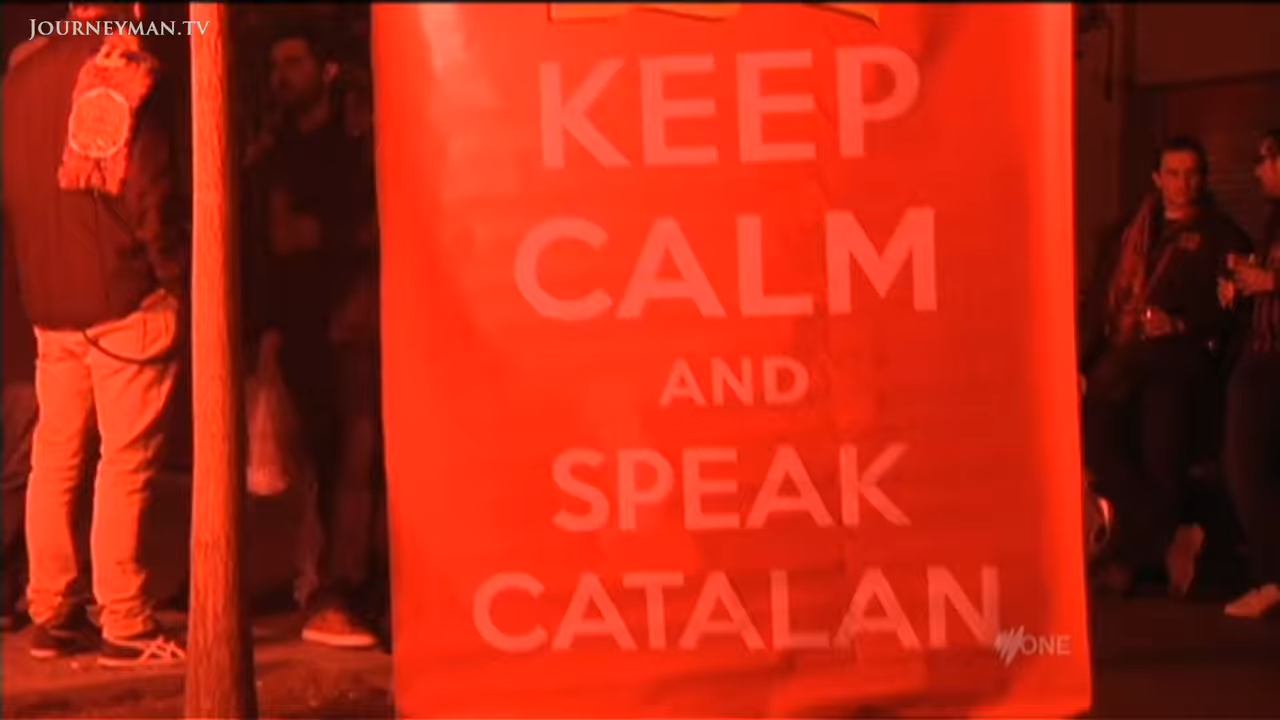 JOURNEYMAN.TV
KEEP
CALM
AND
SPEAK
CATALAN
ONE